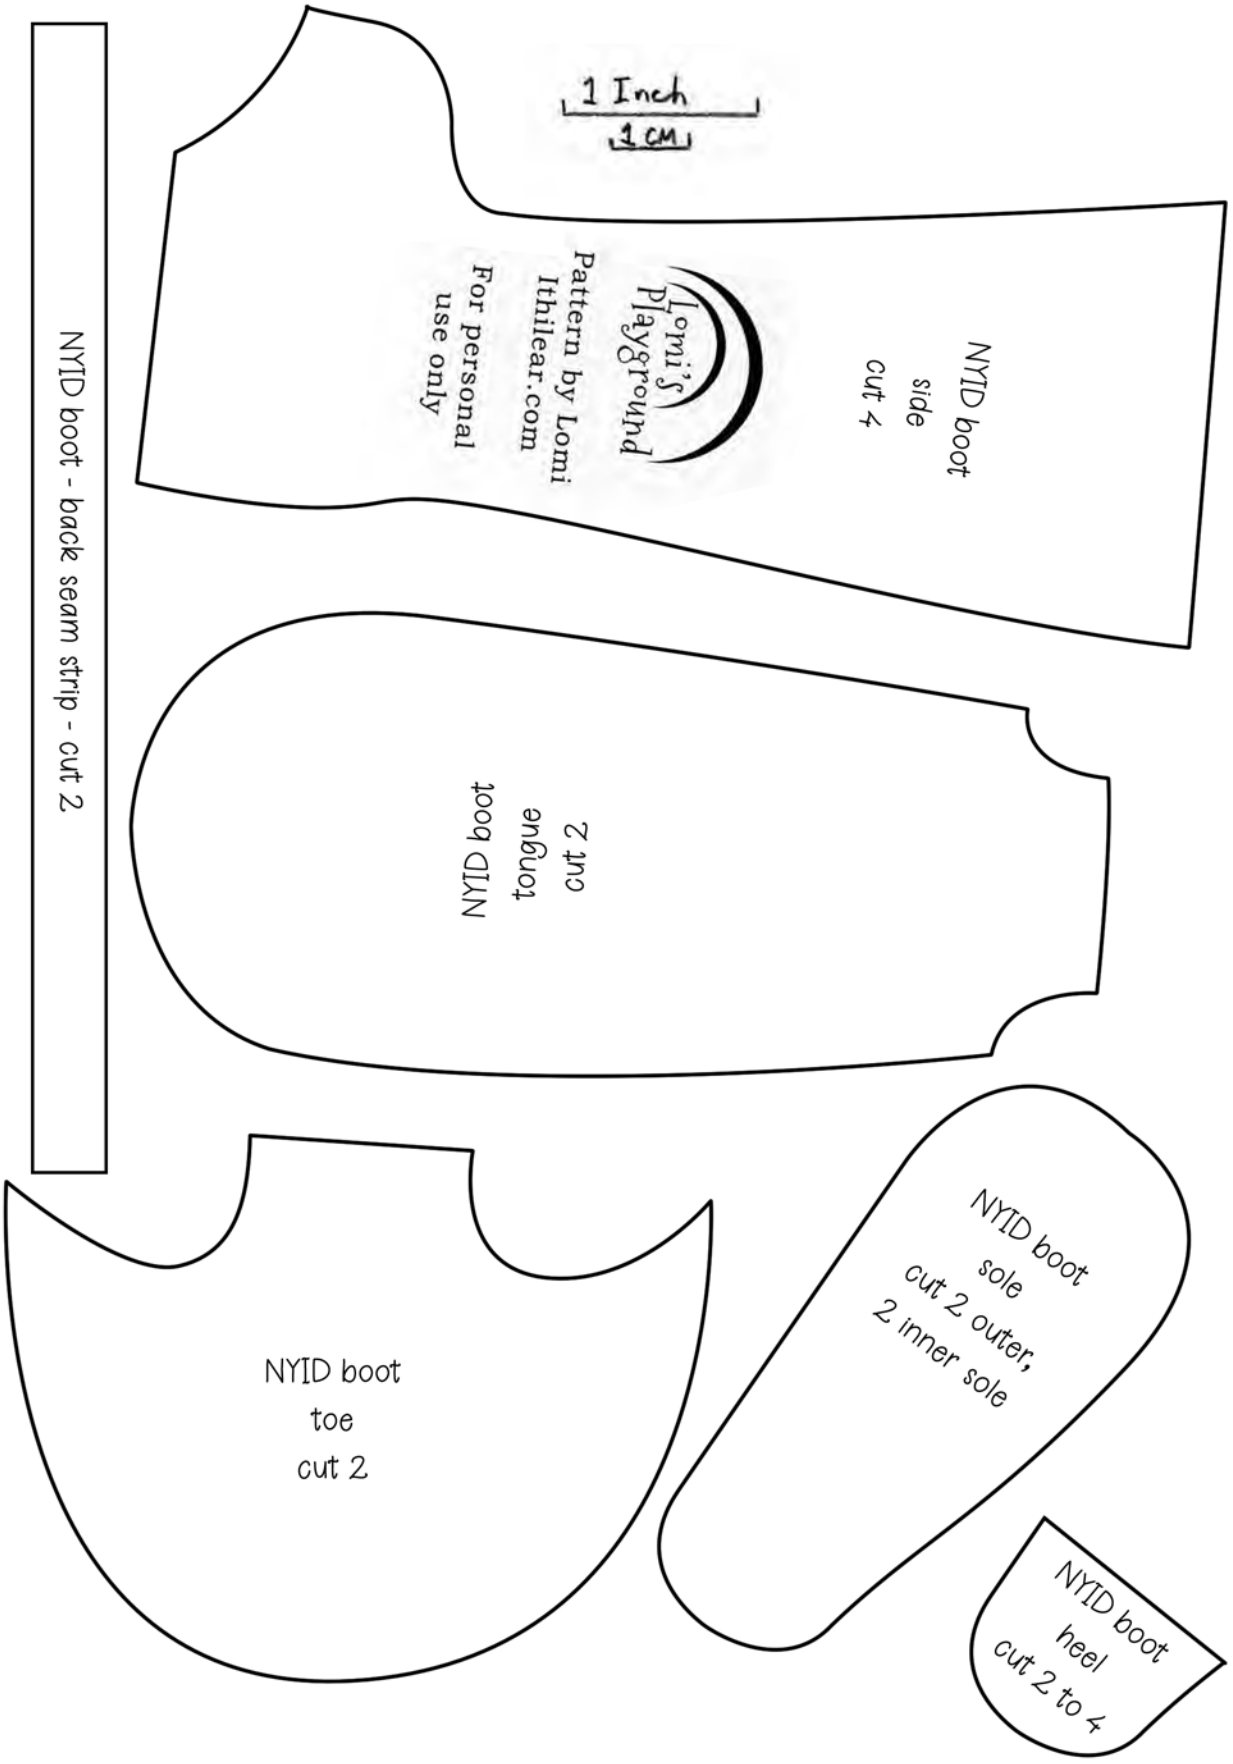 1 Inch
1 CM
NYID boot - back seam strip - cut 2
NYID boot
side
cut 4
Lomi's
Playground
Pattern by Lomi
Ithilear.com
For personal
use only
NYID boot
tongue
cut 2
NYID boot
toe
cut 2
NYID boot
sole
cut 2 outer,
2 inner sole
NYID boot
heel
cut 2 to 4